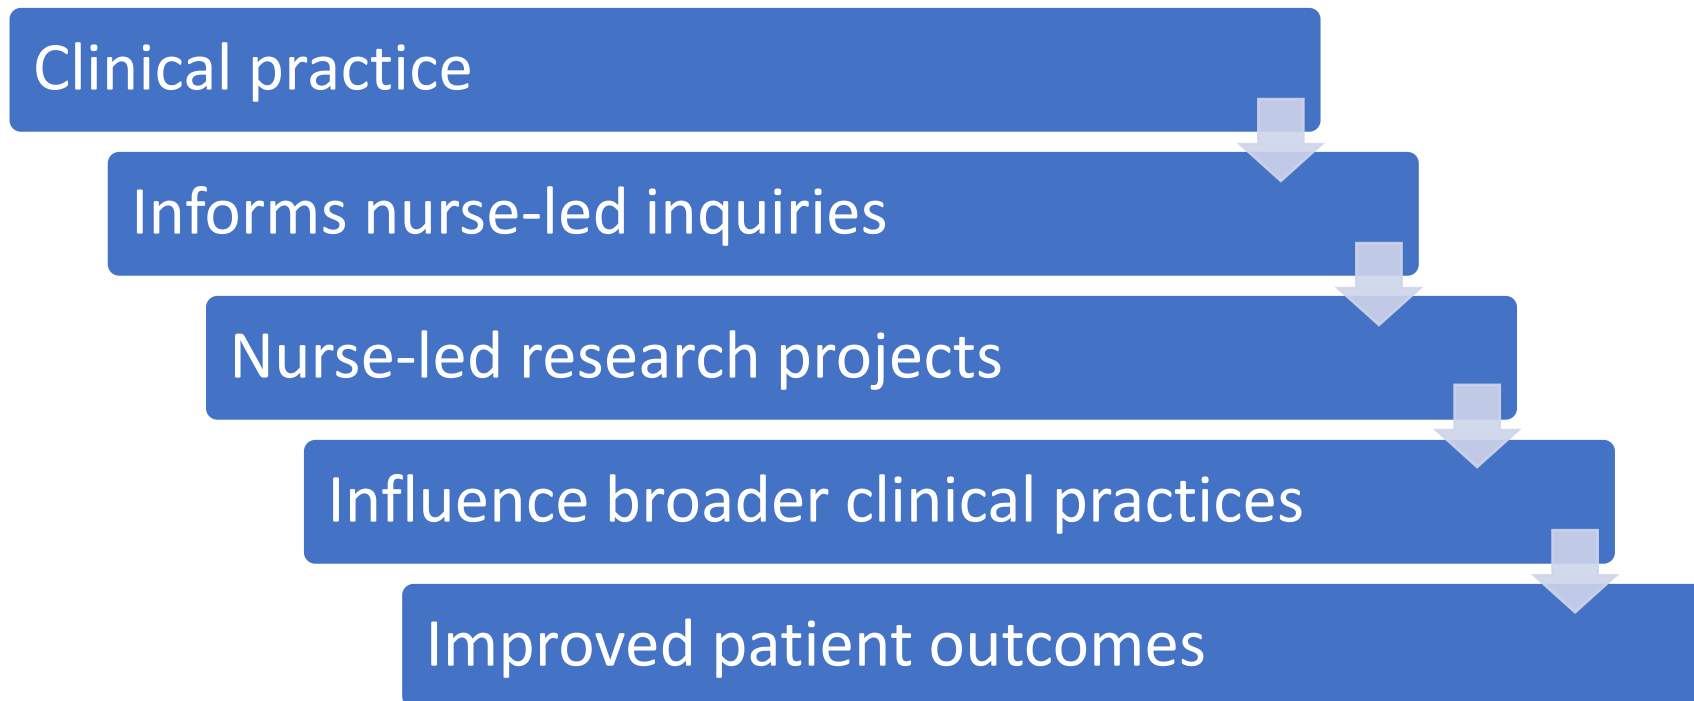 Clinical practice
Informs nurse-led inquiries
Nurse-led research projects
Influence broader clinical practices
Improved patient outcomes